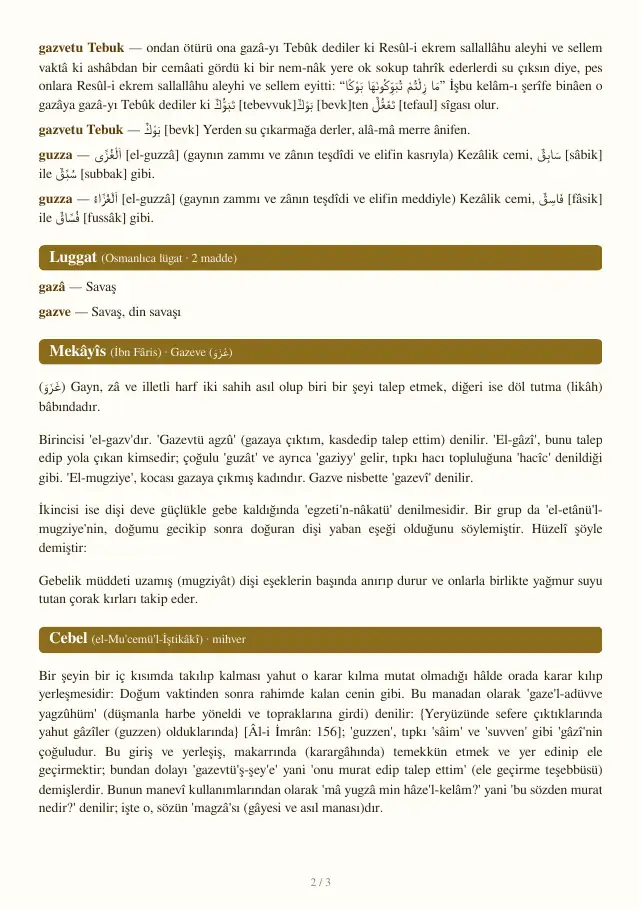 gazvetu Tebuk — ondan ötürü ona gazâ-yı Tebûk dediler ki Resûl-i ekrem sallallâhu aleyhi ve sellem
vaktâ ki ashâbdan bir cemâati gördü ki bir nem-nâk yere ok sokup tahrîk ederlerdi su çıksın diye, pes
onlara Resûl-i ekrem sallallâhu aleyhi ve sellem eyitti: “مَا زِلْتُمْ تُبَوِّكُونَهَا بَوْكًا” İşbu kelâm-ı şerîfe binâen o
gazâya gazâ-yı Tebûk dediler ki تَبَوُّكٌ [tebevvuk]بَوْكٌ [bevk]ten تَفَعُّلٌ [tefaul] sîgası olur.
gazvetu Tebuk — بَوْكٌ [bevk] Yerden su çıkarmağa derler, alâ-mâ merre ânifen.
guzza — اَلْغُزَّى [el-guzzâ] (gaynın zammı ve zânın teşdîdi ve elifin kasrıyla) Kezâlik cemi, سَابِقٌ [sâbik]
ile سُبَّقٌ [subbak] gibi.
guzza — اَلْغُزَّاءُ [el-guzzâ] (gaynın zammı ve zânın teşdîdi ve elifin meddiyle) Kezâlik cemi, فَاسِقٌ [fâsik]
ile فُسَّاقٌ [fussâk] gibi.
Luggat (Osmanlıca lügat · 2 madde)
gazâ — Savaş
gazve — Savaş, din savaşı
Mekâyîs (İbn Fâris) · Gazeve (غَزَوَ)
(غَزَوَ) Gayn, zâ ve illetli harf iki sahih asıl olup biri bir şeyi talep etmek, diğeri ise döl tutma (likâh)
bâbındadır.
Birincisi 'el-gazv'dır. 'Gazevtü agzû' (gazaya çıktım, kasdedip talep ettim) denilir. 'El-gâzî', bunu talep
edip yola çıkan kimsedir; çoğulu 'guzât' ve ayrıca 'gaziyy' gelir, tıpkı hacı topluluğuna 'hacîc' denildiği
gibi. 'El-mugziye', kocası gazaya çıkmış kadındır. Gazve nisbette 'gazevî' denilir.
İkincisi ise dişi deve güçlükle gebe kaldığında 'egzeti'n-nâkatü' denilmesidir. Bir grup da 'el-etânü'l-
mugziye'nin, doğumu gecikip sonra doğuran dişi yaban eşeği olduğunu söylemiştir. Hüzelî şöyle
demiştir:
Gebelik müddeti uzamış (mugziyât) dişi eşeklerin başında anırıp durur ve onlarla birlikte yağmur suyu
tutan çorak kırları takip eder.
Cebel (el-Mu'cemü'l-İştikâkî) · mihver
Bir şeyin bir iç kısımda takılıp kalması yahut o karar kılma mutat olmadığı hâlde orada karar kılıp
yerleşmesidir: Doğum vaktinden sonra rahimde kalan cenin gibi. Bu manadan olarak 'gaze'l-adüvve
yagzûhüm' (düşmanla harbe yöneldi ve topraklarına girdi) denilir: {Yeryüzünde sefere çıktıklarında
yahut gâzîler (guzzen) olduklarında} [Âl-i İmrân: 156]; 'guzzen', tıpkı 'sâim' ve 'suvven' gibi 'gâzî'nin
çoğuludur. Bu giriş ve yerleşiş, makarrında (karargâhında) temekkün etmek ve yer edinip ele
geçirmektir; bundan dolayı 'gazevtü'ş-şey'e' yani 'onu murat edip talep ettim' (ele geçirme teşebbüsü)
demişlerdir. Bunun manevî kullanımlarından olarak 'mâ yugzâ min hâze'l-kelâm?' yani 'bu sözden murat
nedir?' denilir; işte o, sözün 'magzâ'sı (gâyesi ve asıl manası)dır.
2 / 3